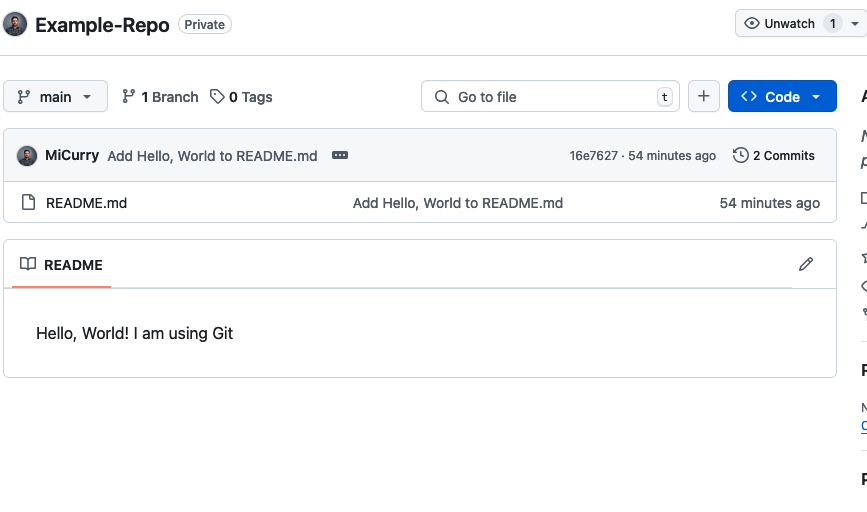 Example-Repo Private Unwatch 1
main 1 Branch 0 Tags Go to file t + Code
MiCurry Add Hello, World to README.md 16e7627 · 54 minutes ago 2 Commits
README.md Add Hello, World to README.md 54 minutes ago
README
Hello, World! I am using Git